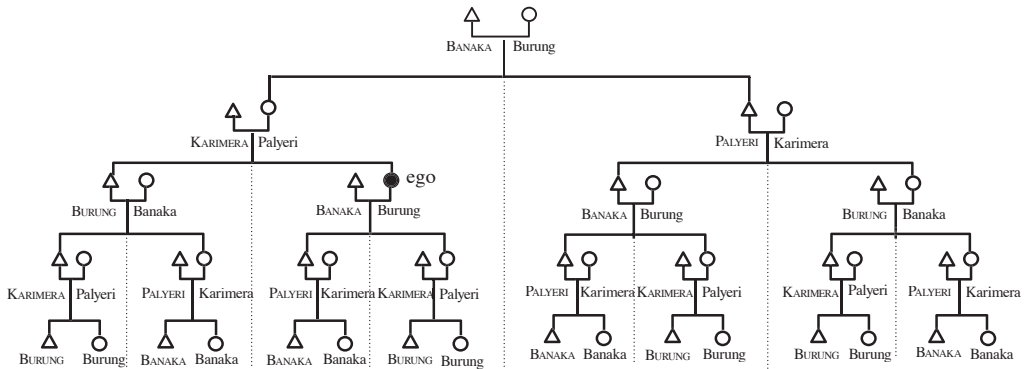 BANAKA Burung
KARIMERA Palyeri PALYERI Karimera
ego
BURUNG Banaka BANAKA Burung BANAKA Burung BURUNG Banaka
KARIMERA Palyeri PALYERI Karimera PALYERI Karimera KARIMERA Palyeri PALYERI Karimera KARIMERA Palyeri KARIMERA Palyeri PALYERI Karimera
BURUNG Burung BANAKA Banaka BANAKA Banaka BURUNG Burung BANAKA Banaka BURUNG Burung BURUNG Burung BANAKA Banaka